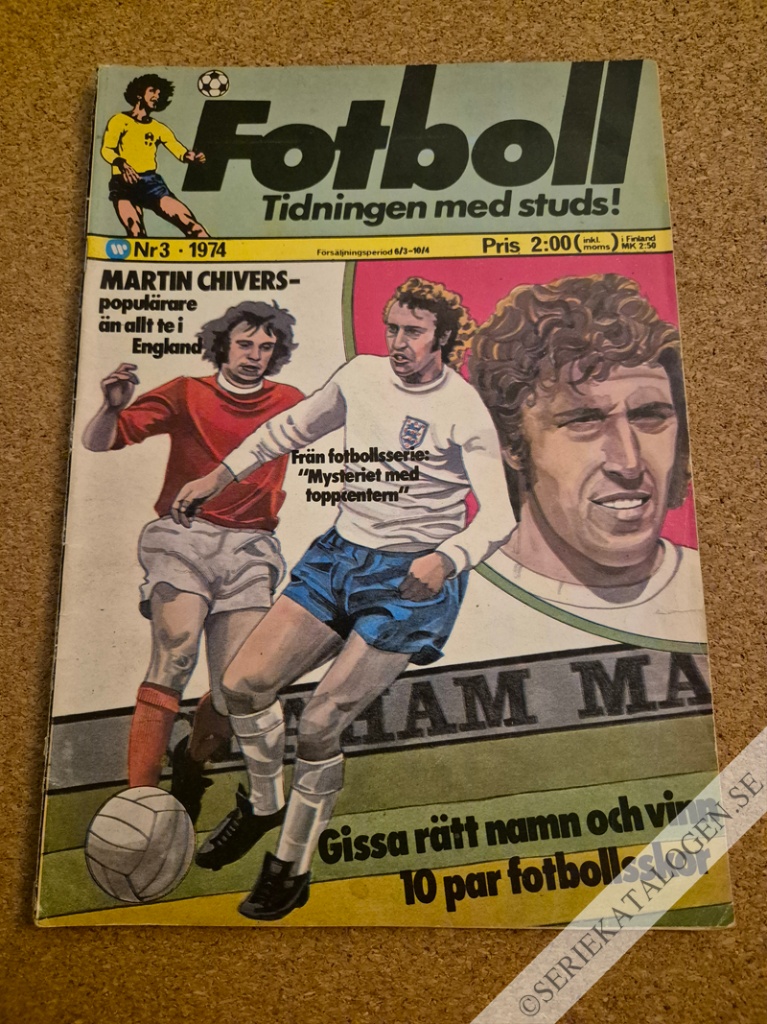 Fotboll
Tidningen med studs!
Nr 3 · 1974
Försäljningsperiod 6/3–10/4
Pris 2:00 (inkl. moms) i Finland MK 2:50
MARTIN CHIVERS–
populärare
än allt te i
England
Från fotbollsserie:
"Mysteriet med
toppcentern"
HAM MA
Gissa rätt namn och vinn
10 par fotbollsskor
©SERIEKATALOGEN.SE